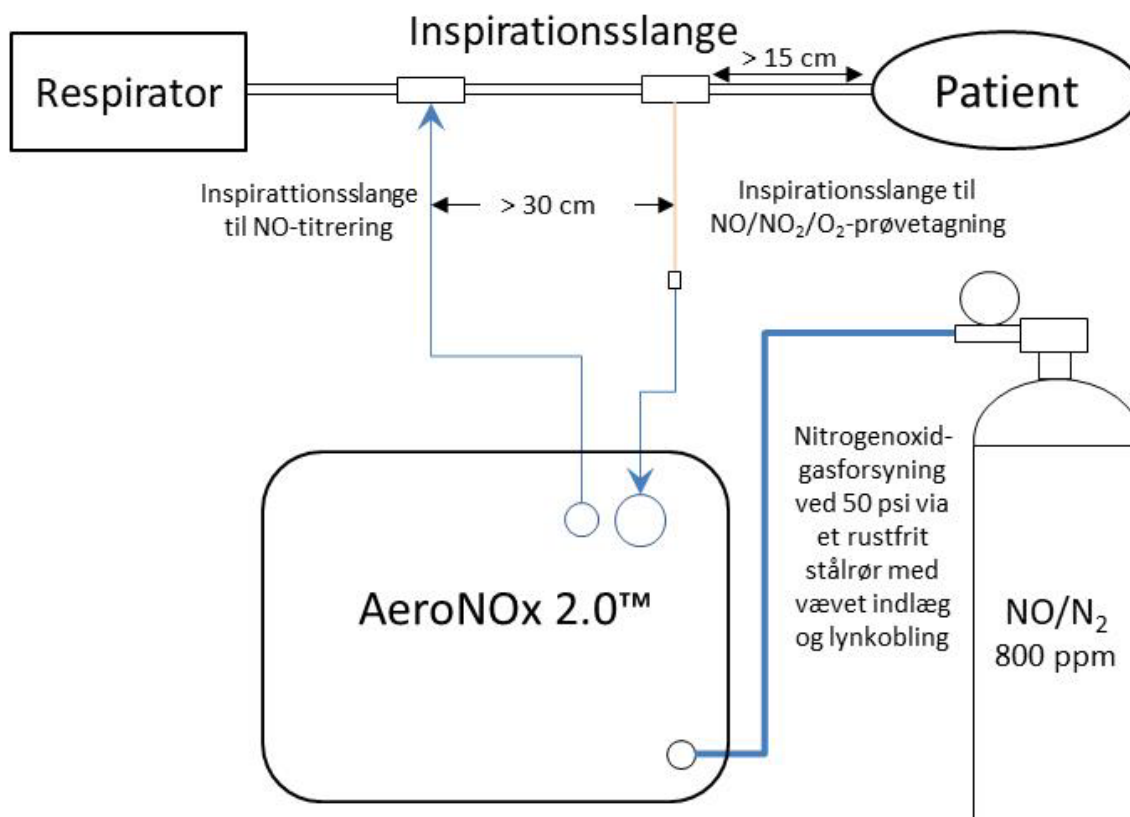 Inspirationsslange
> 15 cm
Respirator
Patient
Inspirattionsslange
til NO-titrering
> 30 cm
Inspirationsslange til
NO/NO₂/O₂-prøvetagning
Nitrogenoxid-
gasforsyning
ved 50 psi via
et rustfrit
stålrør med
vævet indlæg
og lynkobling
AeroNOx 2.0™
NO/N₂
800 ppm